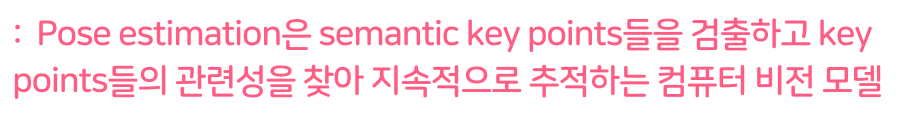 : Pose estimation은 semantic key points들을 검출하고 key
points들의 관련성을 찾아 지속적으로 추적하는 컴퓨터 비전 모델